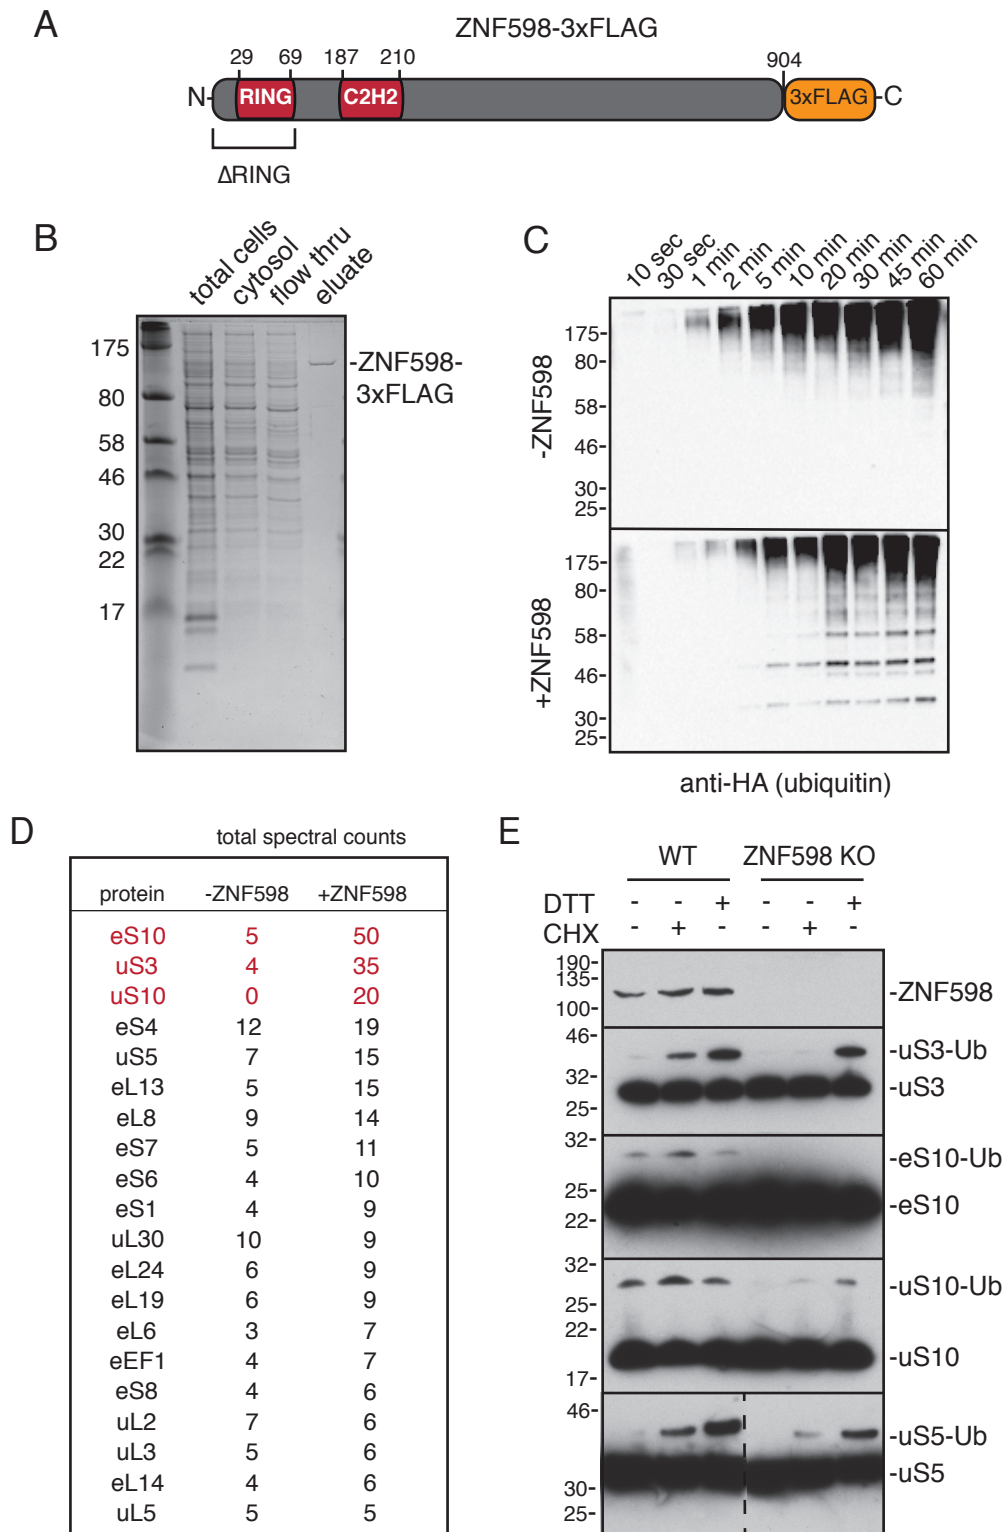 A
ZNF598-3xFLAG
29 69 187 210 904
N- RING C2H2 3xFLAG -C
ΔRING
B
total cells
cytosol
flow thru
eluate
175
80
58
46
30
22
17
-ZNF598-
3xFLAG
C
10 sec
30 sec
1 min
2 min
5 min
10 min
20 min
30 min
45 min
60 min
-ZNF598
175-
80-
58-
46-
30-
25-
+ZNF598
175-
80-
58-
46-
30-
25-
anti-HA (ubiquitin)
D
total spectral counts
protein -ZNF598 +ZNF598
eS10 5 50
uS3 4 35
uS10 0 20
eS4 12 19
uS5 7 15
eL13 5 15
eL8 9 14
eS7 5 11
eS6 4 10
eS1 4 9
uL30 10 9
eL24 6 9
eL19 6 9
eL6 3 7
eEF1 4 7
eS8 4 6
uL2 7 6
uL3 5 6
eL14 4 6
uL5 5 5
E
WT ZNF598 KO
DTT - - + - - +
CHX - + - - + -
190-
135-
100-
-ZNF598
46-
32-
25-
-uS3-Ub
-uS3
32-
25-
22-
-eS10-Ub
-eS10
32-
25-
22-
17-
-uS10-Ub
-uS10
46-
30-
25-
-uS5-Ub
-uS5